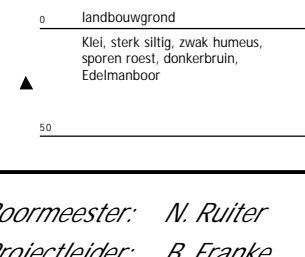 0 landbouwgrond
Klei, sterk siltig, zwak humeus,
sporen roest, donkerbruin,
Edelmanboor
50
Boormeester: N. Ruiter
Projectleider: B. Franke